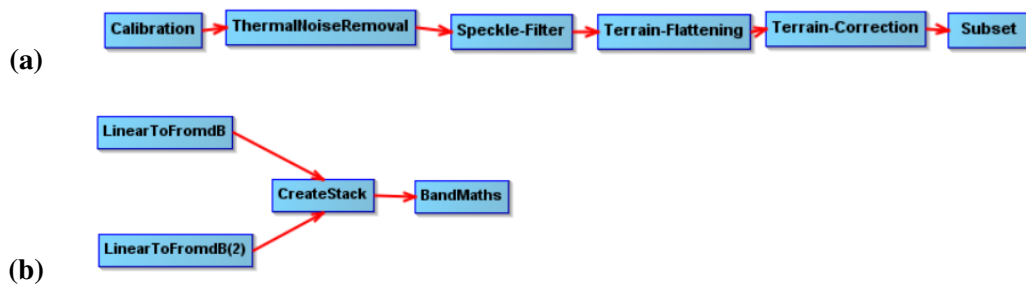 (a)
Calibration
ThermalNoiseRemoval
Speckle-Filter
Terrain-Flattening
Terrain-Correction
Subset
(b)
LinearToFromdB
CreateStack
BandMaths
LinearToFromdB(2)